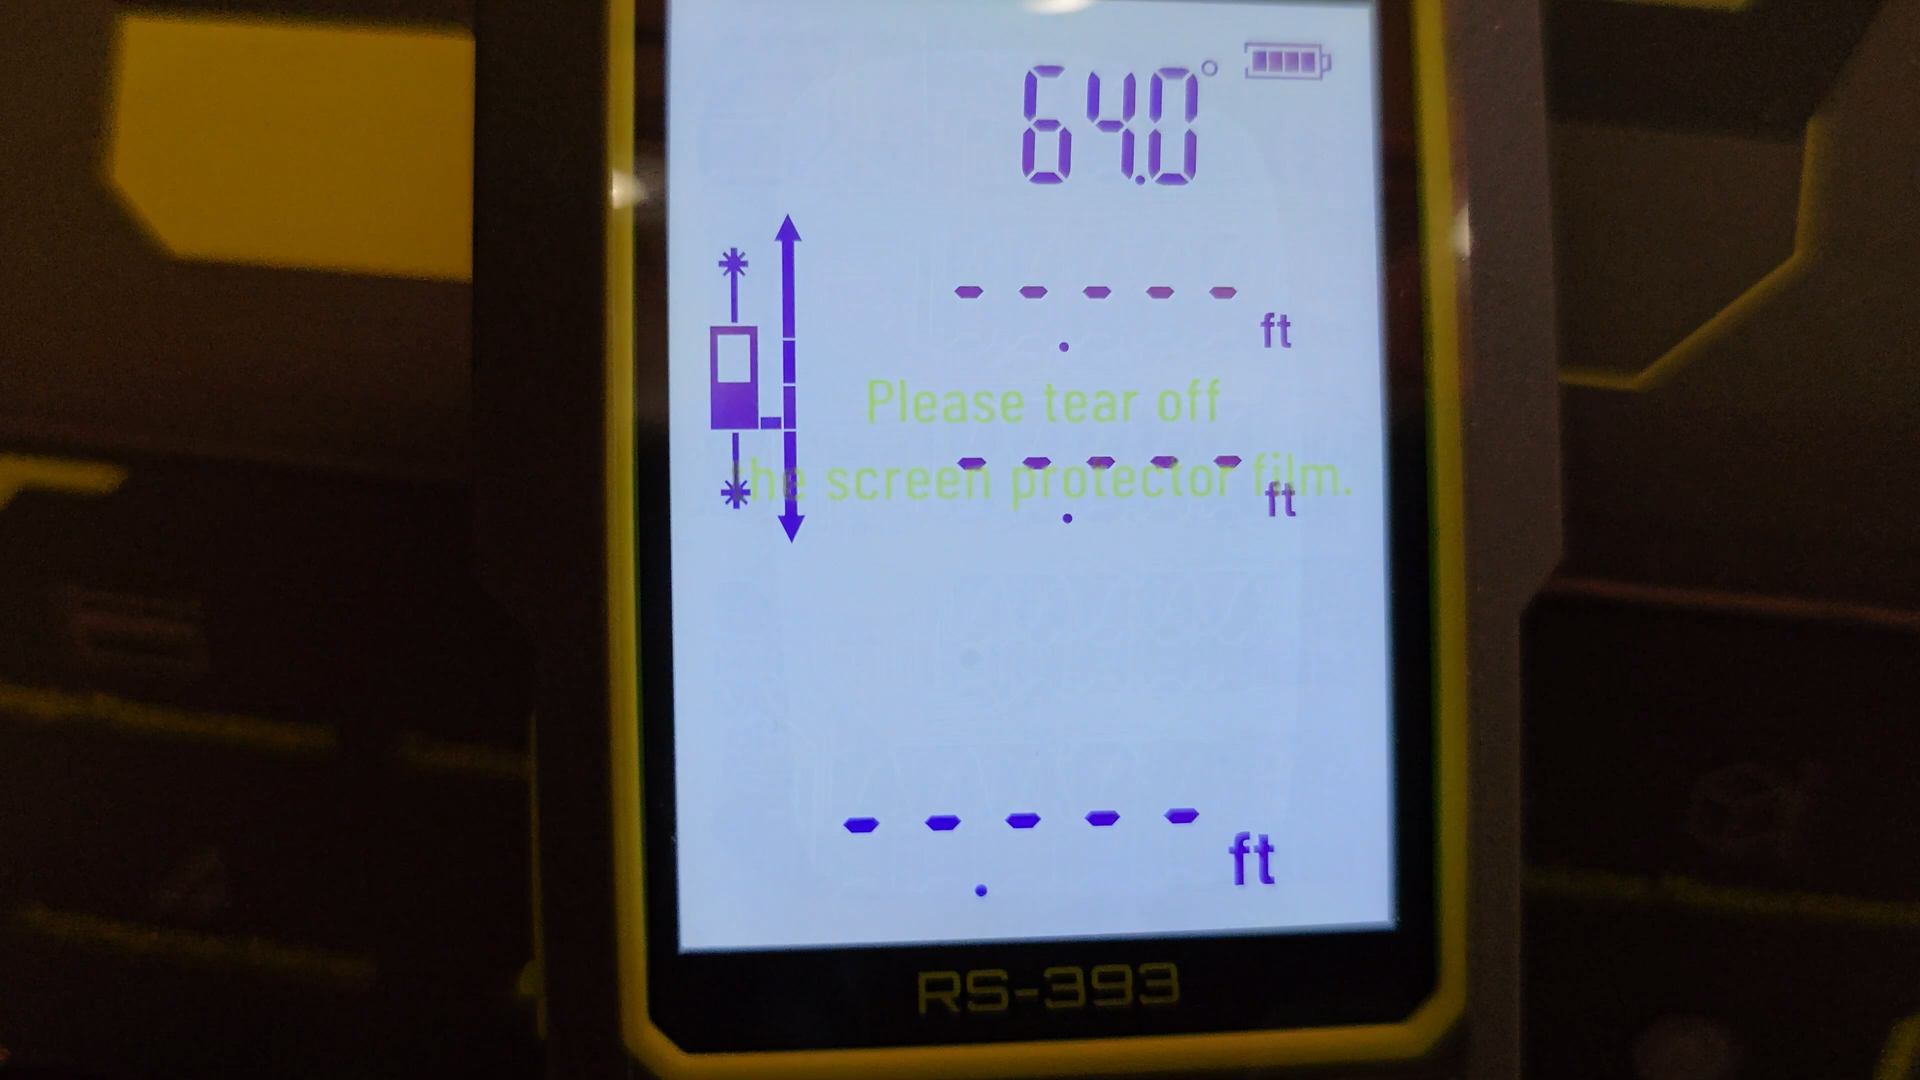 64.0°
- - - - - ft
.
Please tear off
the screen protector film.
- - - - - ft
.
- - - - - ft
.
RS-393